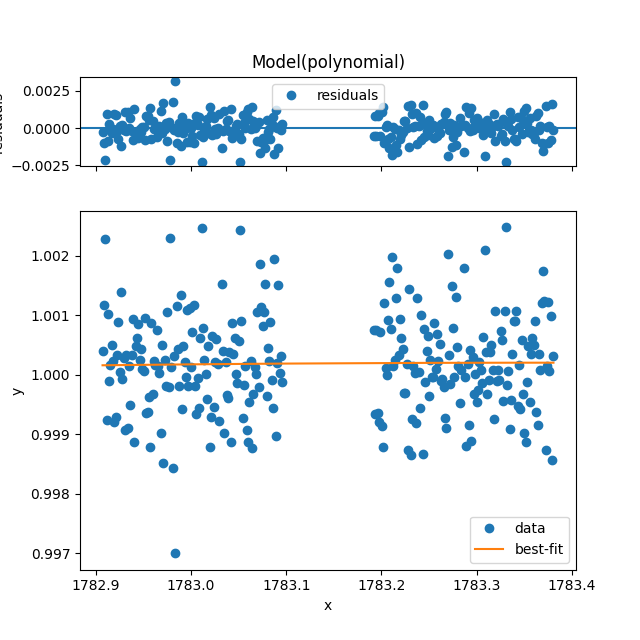 Model(polynomial)
0.0025
0.0000
−0.0025
residuals
1.002
1.001
1.000
0.999
0.998
0.997
y
data
best-fit
1782.9 1783.0 1783.1 1783.2 1783.3 1783.4
x